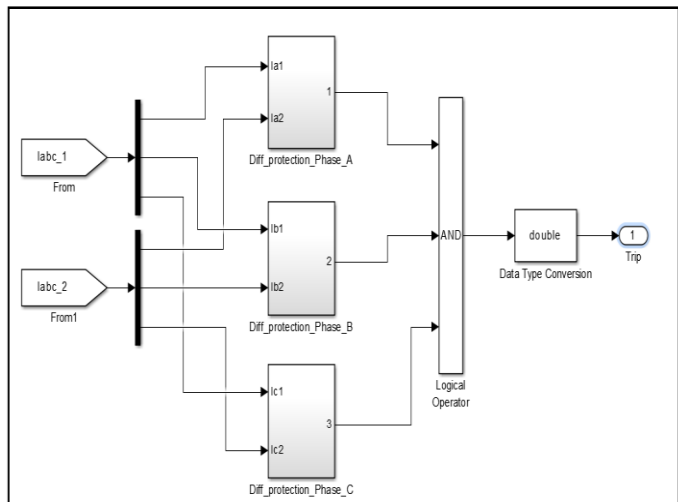 Iabc_1
From
Iabc_2
From1
Ia1
Ia2
1
Diff_protection_Phase_A
Ib1
Ib2
2
Diff_protection_Phase_B
Ic1
Ic2
3
Diff_protection_Phase_C
AND
Logical
Operator
double
Data Type Conversion
1
Trip